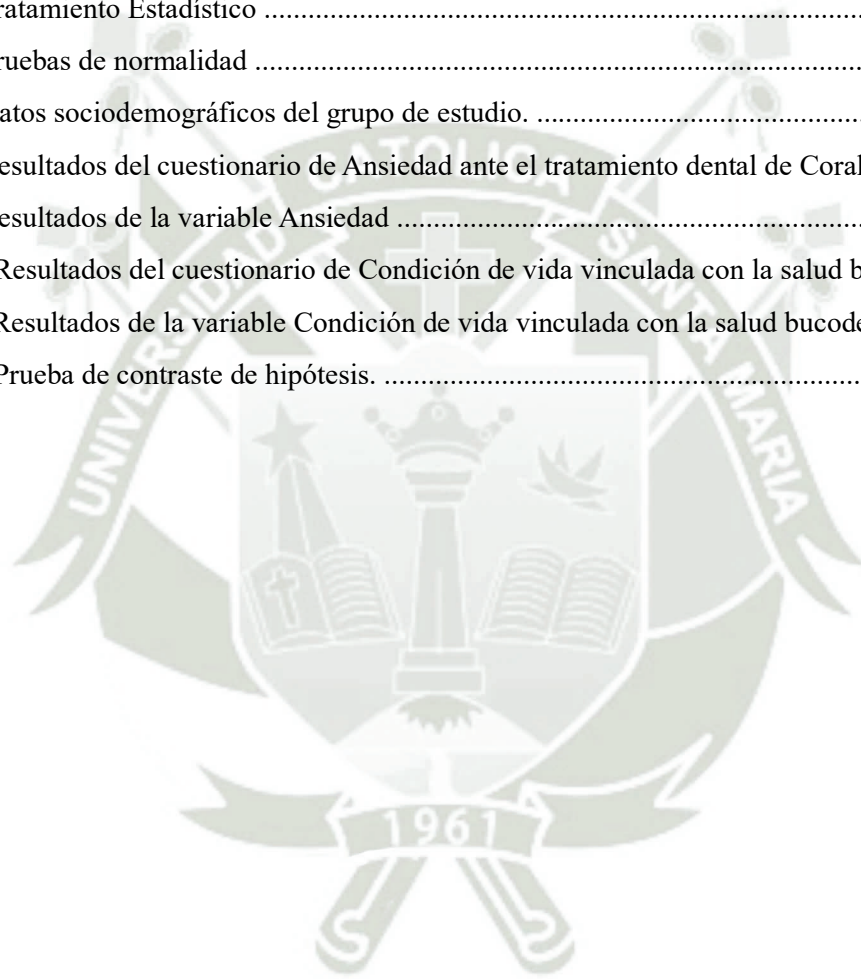 ratamiento Estadístico ...............................................................................
ruebas de normalidad ................................................................................
atos sociodemográficos del grupo de estudio. ...........................................
esultados del cuestionario de Ansiedad ante el tratamiento dental de Coral
esultados de la variable Ansiedad .............................................................
Resultados del cuestionario de Condición de vida vinculada con la salud b
Resultados de la variable Condición de vida vinculada con la salud bucode
Prueba de contraste de hipótesis. ...............................................................
UNIVERSIDAD CATOLICA SANTA MARIA
1961